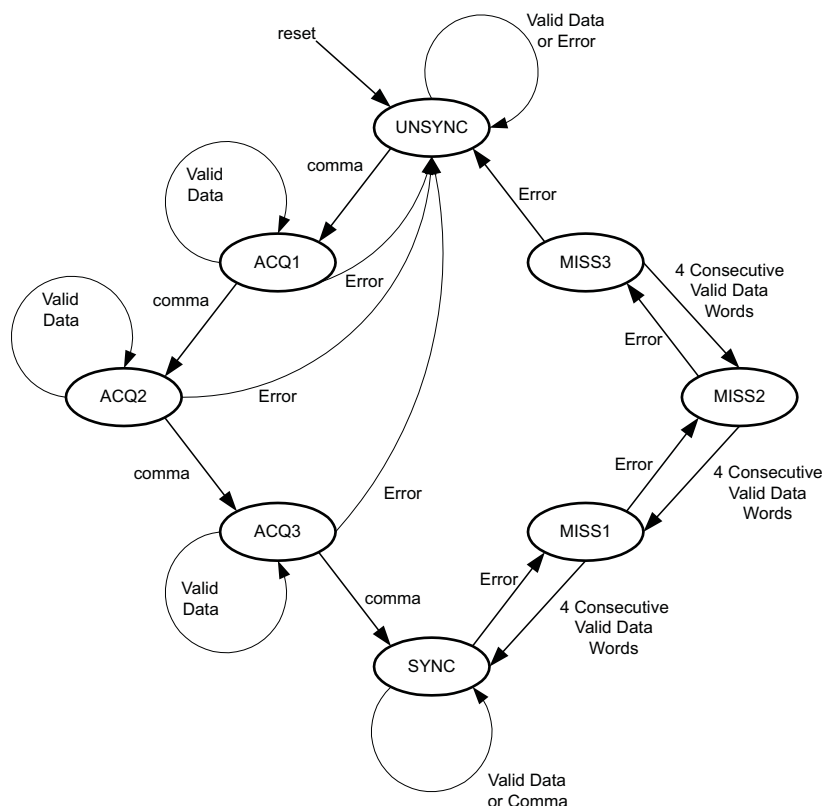 reset
Valid Data
or Error
UNSYNC
comma
Valid
Data
Error
ACQ1
Error
MISS3
4 Consecutive
Valid Data
Words
comma
Valid
Data
Error
ACQ2
Error
MISS2
comma
Error
4 Consecutive
Valid Data
Words
Error
ACQ3
MISS1
Valid
Data
comma
Error
4 Consecutive
Valid Data
Words
SYNC
Valid Data
or Comma